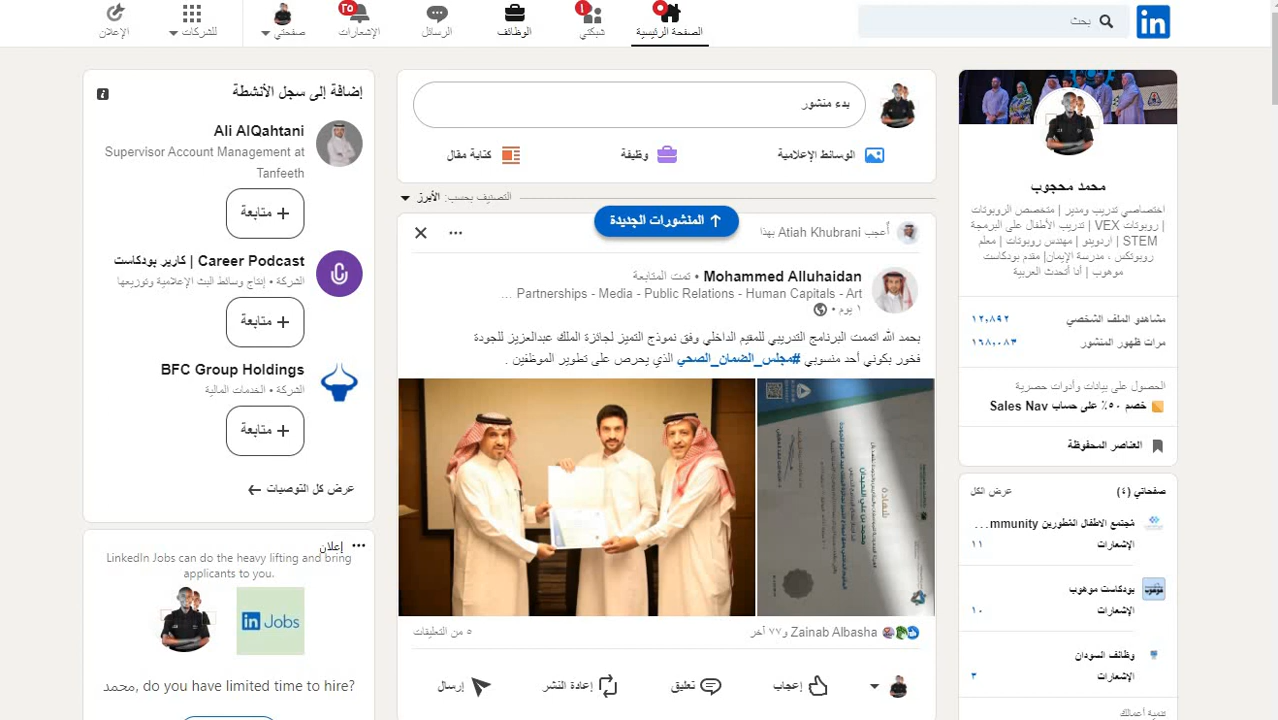 in
بحث
الصفحة الرئيسية
شبكتي
١
الوظائف
الرسائل
الإشعارات
٢٥
صفحتي
للشركات
الإعلان
محمد محجوب
اختصاصي تدريب ومدير | متخصص الروبوتات
| روبوتات VEX | تدريب الأطفال على البرمجة
STEM | اردوينو | مهندس روبوتات | معلم
روبوتكس ، مدرسة الإيمان| مقدم بودكاست
موهوب | أنا أتحدث العربية
مشاهدو الملف الشخصي ١٢,٨٩٢
مرات ظهور المنشور ١٦٨,٠٨٣
الحصول على بيانات وأدوات حصرية
خصم ٥٠٪ على حساب Sales Nav
العناصر المحفوظة
صفحاتي (٤) عرض الكل
مجتمع الاطفال المطورين mmunity...
الإشعارات ١١
بودكاست موهوب
الإشعارات ١٠
وظائف السودان
الإشعارات ٣
تنمية أعمالك
بدء منشور
الوسائط الإعلامية
وظيفة
كتابة مقال
التصنيف بحسب: الأبرز
↑ المنشورات الجديدة
أعجب Atiah Khubrani بهذا
Mohammed Alluhaidan • تمت المتابعة
Partnerships - Media - Public Relations - Human Capitals - Art ...
١ يوم •
بحمد الله اتممت البرنامج التدريبي للمقيم الداخلي وفق نموذج التميز لجائزة الملك عبدالعزيز للجودة
فخور بكوني أحد منسوبي #مجلس_الضمان_الصحي الذي يحرص على تطوير الموظفين .
شهادة
Zainab Albasha و٧٧ آخر
٥ من التعليقات
إعجاب
تعليق
إعادة النشر
إرسال
إضافة إلى سجل الأنشطة
Ali AlQahtani
Supervisor Account Management at
Tanfeeth
+ متابعة
Career Podcast | كارير بودكاست
الشركة • إنتاج وسائط البث الإعلامية وتوزيعها
+ متابعة
BFC Group Holdings
الشركة • الخدمات المالية
+ متابعة
عرض كل التوصيات ←
إعلان
LinkedIn Jobs can do the heavy lifting and bring
applicants to you.
in Jobs
محمد, do you have limited time to hire?